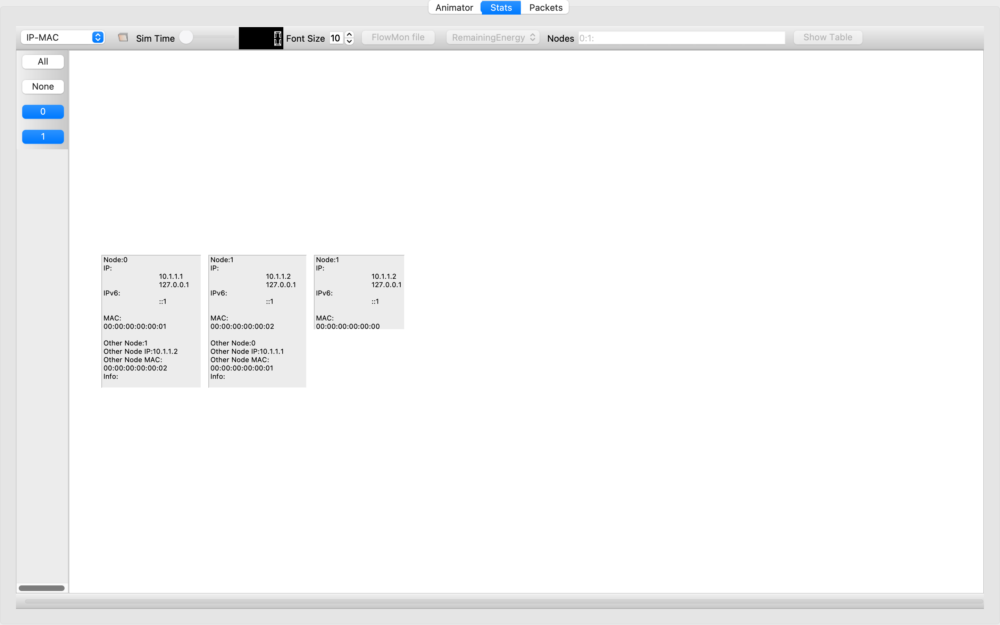 Animator Stats Packets
IP-MAC Sim Time 0 Font Size 10 FlowMon file RemainingEnergy Nodes 0:1: Show Table
All
None
0
1
Node:0
IP:
10.1.1.1
127.0.0.1
IPv6:
::1
MAC:
00:00:00:00:00:01
Other Node:1
Other Node IP:10.1.1.2
Other Node MAC:
00:00:00:00:00:02
Info:
Node:1
IP:
10.1.1.2
127.0.0.1
IPv6:
::1
MAC:
00:00:00:00:00:02
Other Node:0
Other Node IP:10.1.1.1
Other Node MAC:
00:00:00:00:00:01
Info:
Node:1
IP:
10.1.1.2
127.0.0.1
IPv6:
::1
MAC:
00:00:00:00:00:00